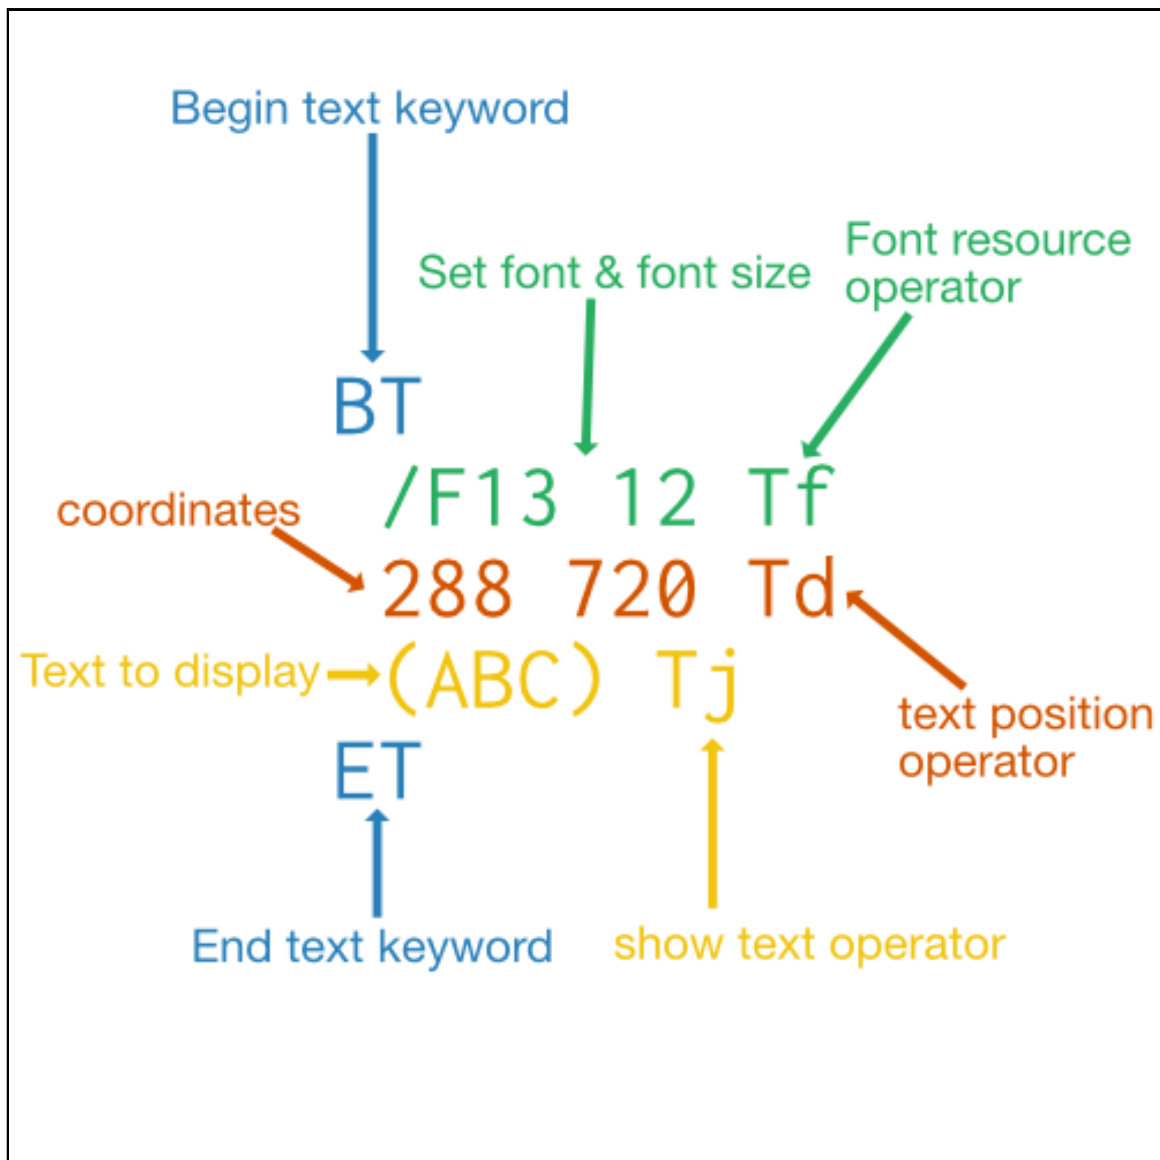 Begin text keyword
Font resource
operator
Set font & font size
BT
/F13 12 Tf
coordinates
288 720 Td
Text to display
(ABC) Tj
text position
operator
ET
End text keyword
show text operator